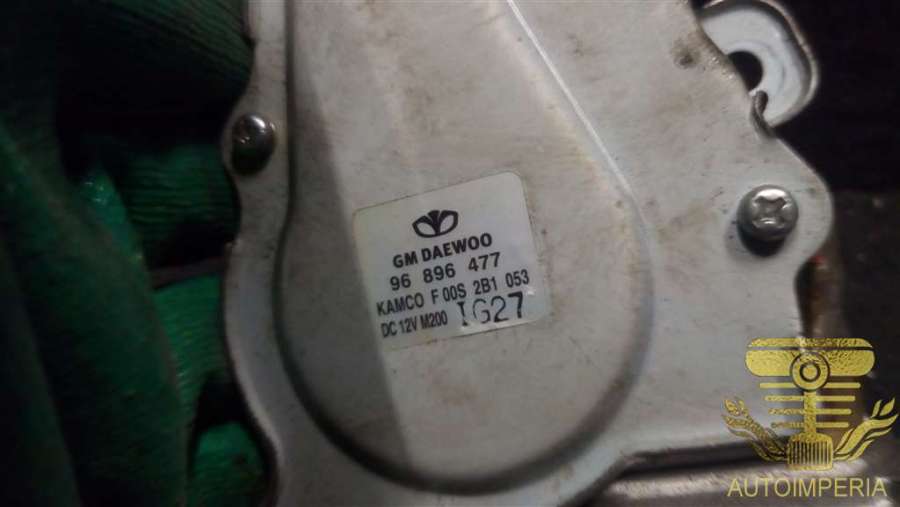 GM DAEWOO
96 896 477
KAMCO F 00S 2B1 053
DC 12V M200 IG27
AUTOIMPERIA